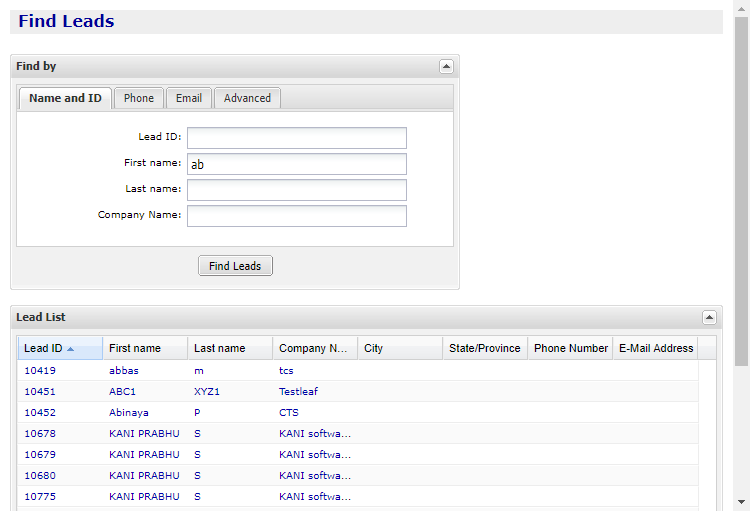 Find Leads
Find by
Name and ID Phone Email Advanced
Lead ID:
First name: ab
Last name:
Company Name:
Find Leads
Lead List
Lead ID First name Last name Company N... City State/Province Phone Number E-Mail Address
10419 abbas m tcs
10451 ABC1 XYZ1 Testleaf
10452 Abinaya P CTS
10678 KANI PRABHU S KANI softwa...
10679 KANI PRABHU S KANI softwa...
10680 KANI PRABHU S KANI softwa...
10775 KANI PRABHU S KANI softwa...